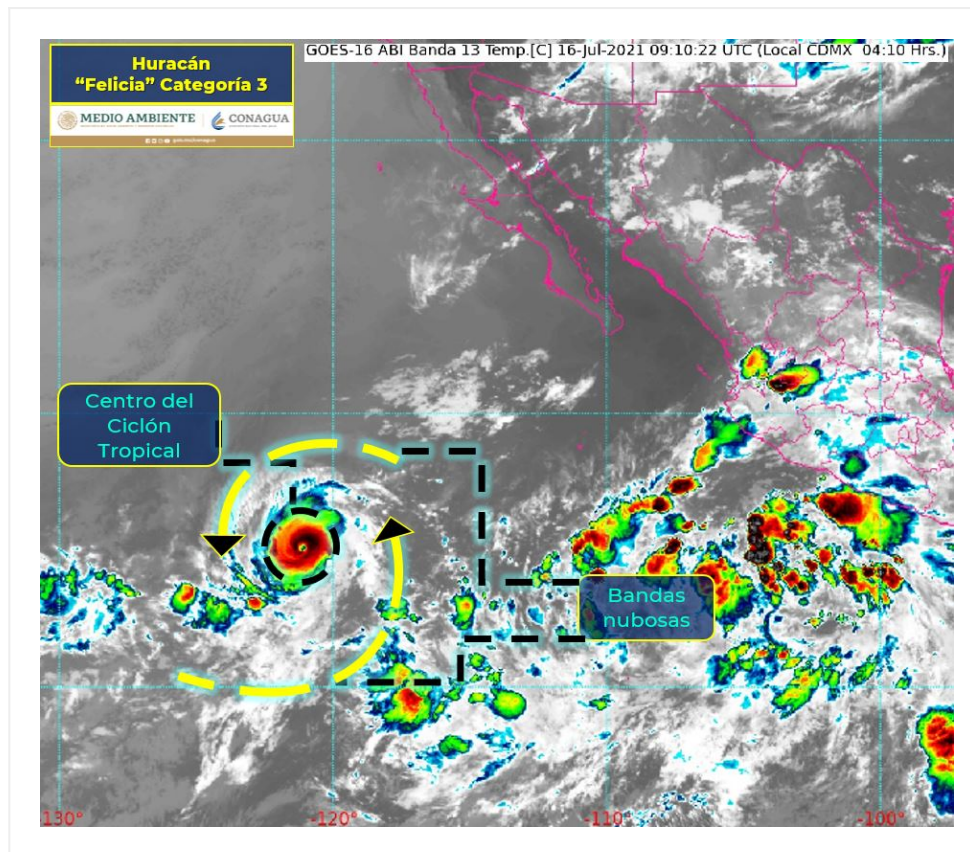 GOES-16 ABI Banda 13 Temp.[C] 16-Jul-2021 09:10:22 UTC (Local CDMX 04:10 Hrs.)
Huracán
“Felicia” Categoría 3
MEDIO AMBIENTE
CONAGUA
Centro del
Ciclón
Tropical
Bandas
nubosas
-130°
-120°
-110°
-100°